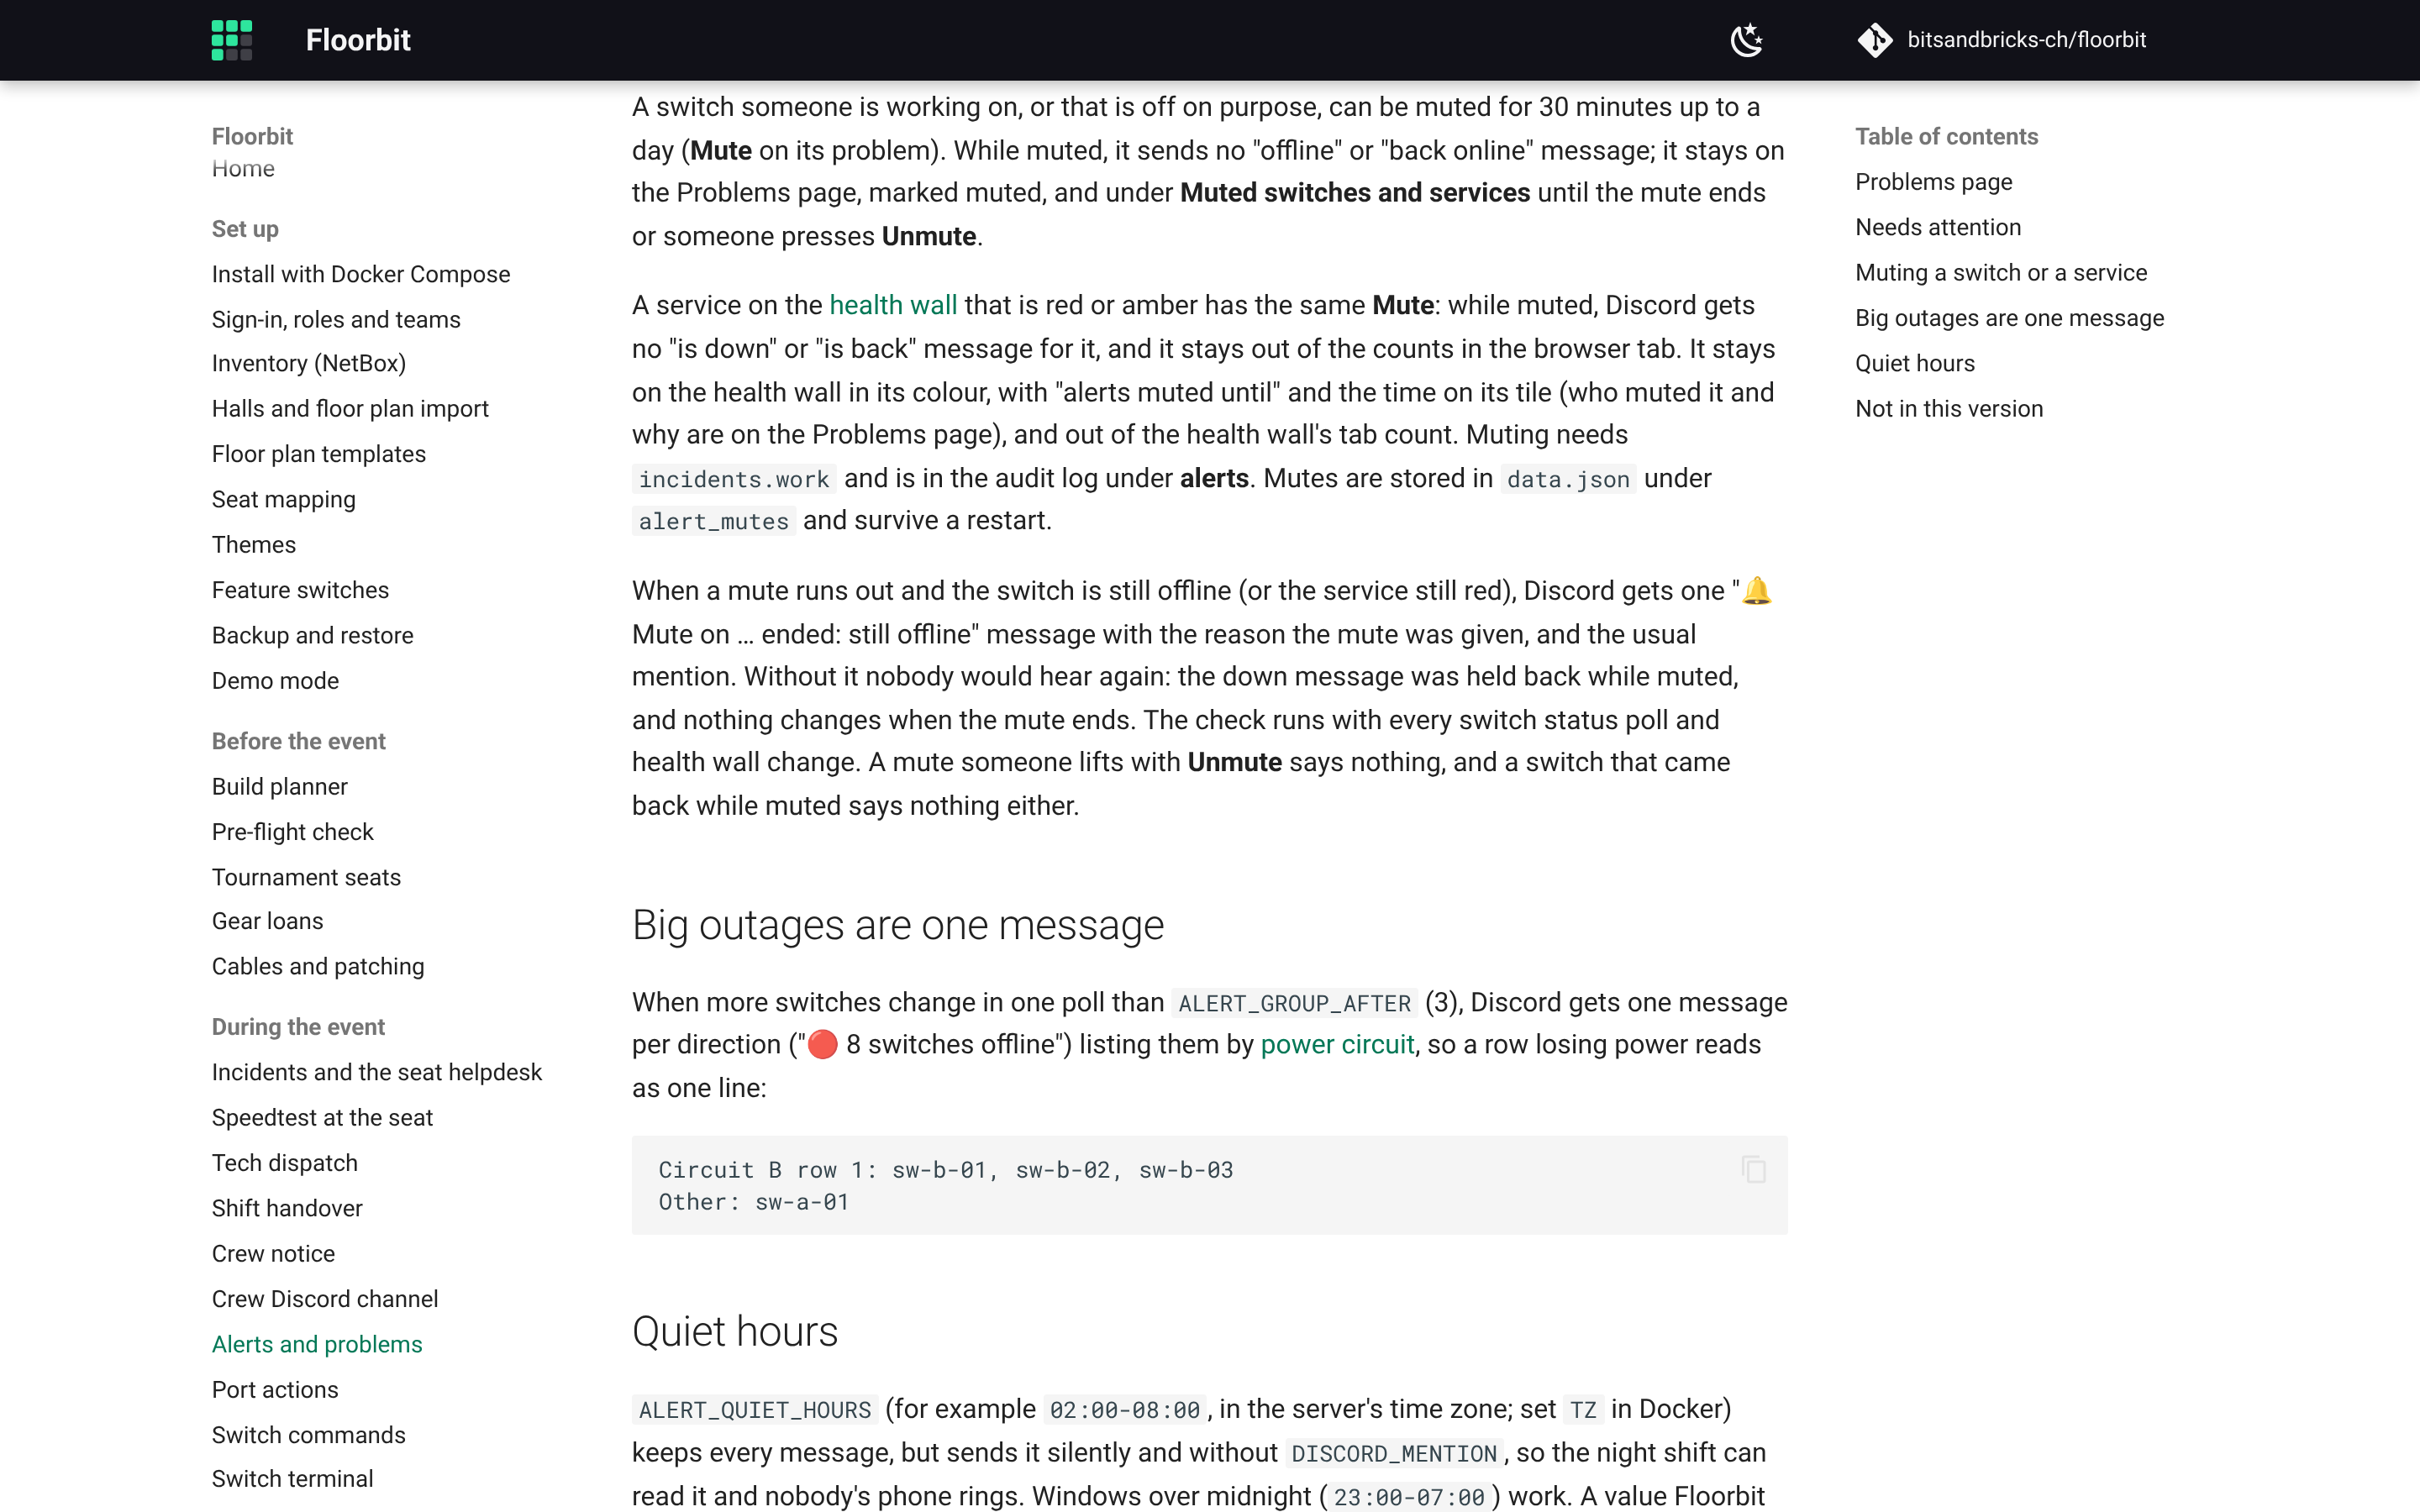 Floorbit
bitsandbricks-ch/floorbit
Floorbit
Home
Set up
Install with Docker Compose
Sign-in, roles and teams
Inventory (NetBox)
Halls and floor plan import
Floor plan templates
Seat mapping
Themes
Feature switches
Backup and restore
Demo mode
Before the event
Build planner
Pre-flight check
Tournament seats
Gear loans
Cables and patching
During the event
Incidents and the seat helpdesk
Speedtest at the seat
Tech dispatch
Shift handover
Crew notice
Crew Discord channel
Alerts and problems
Port actions
Switch commands
Switch terminal
A switch someone is working on, or that is off on purpose, can be muted for 30 minutes up to a
day (Mute on its problem). While muted, it sends no "offline" or "back online" message; it stays on
the Problems page, marked muted, and under Muted switches and services until the mute ends
or someone presses Unmute.
A service on the health wall that is red or amber has the same Mute: while muted, Discord gets
no "is down" or "is back" message for it, and it stays out of the counts in the browser tab. It stays
on the health wall in its colour, with "alerts muted until" and the time on its tile (who muted it and
why are on the Problems page), and out of the health wall's tab count. Muting needs
incidents.work and is in the audit log under alerts. Mutes are stored in data.json under
alert_mutes and survive a restart.
When a mute runs out and the switch is still offline (or the service still red), Discord gets one "🔔
Mute on … ended: still offline" message with the reason the mute was given, and the usual
mention. Without it nobody would hear again: the down message was held back while muted,
and nothing changes when the mute ends. The check runs with every switch status poll and
health wall change. A mute someone lifts with Unmute says nothing, and a switch that came
back while muted says nothing either.
Big outages are one message
When more switches change in one poll than ALERT_GROUP_AFTER (3), Discord gets one message
per direction ("🔴 8 switches offline") listing them by power circuit, so a row losing power reads
as one line:
Circuit B row 1: sw-b-01, sw-b-02, sw-b-03
Other: sw-a-01
Quiet hours
ALERT_QUIET_HOURS (for example 02:00-08:00, in the server's time zone; set TZ in Docker)
keeps every message, but sends it silently and without DISCORD_MENTION, so the night shift can
read it and nobody's phone rings. Windows over midnight (23:00-07:00) work. A value Floorbit
Table of contents
Problems page
Needs attention
Muting a switch or a service
Big outages are one message
Quiet hours
Not in this version